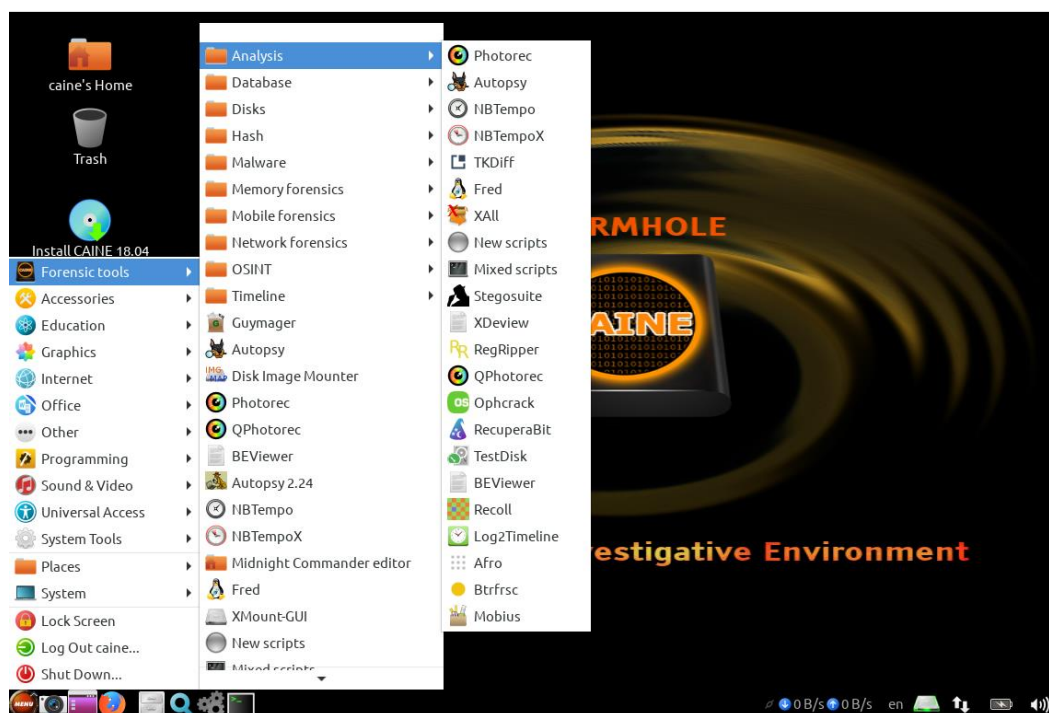 caine's Home
Trash
Install CAINE 18.04
Forensic tools
Accessories
Education
Graphics
Internet
Office
Other
Programming
Sound & Video
Universal Access
System Tools
Places
System
Lock Screen
Log Out caine...
Shut Down...
MENU
Analysis
Database
Disks
Hash
Malware
Memory forensics
Mobile forensics
Network forensics
OSINT
Timeline
Guymager
Autopsy
Disk Image Mounter
Photorec
QPhotorec
BEViewer
Autopsy 2.24
NBTempo
NBTempoX
Midnight Commander editor
Fred
XMount-GUI
New scripts
Mixed scripts
Photorec
Autopsy
NBTempo
NBTempoX
TKDiff
Fred
XAll
New scripts
Mixed scripts
Stegosuite
XDeview
RegRipper
QPhotorec
Ophcrack
RecuperaBit
TestDisk
BEViewer
Recoll
Log2Timeline
Afro
Btrfrsc
Mobius
RMHOLE
AINE
estigative Environment
0 B/s 0 B/s en